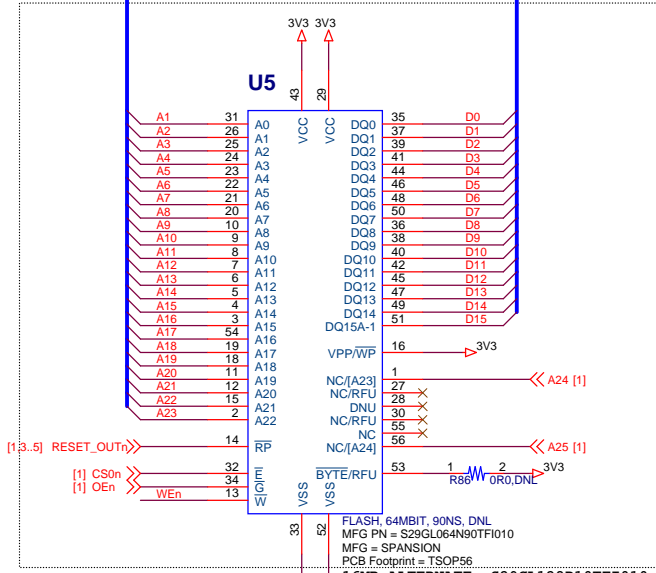 3V3 3V3
U5
43 29
VCC VCC
A1 31 A0 DQ0 35 D0
A2 26 A1 DQ1 37 D1
A3 25 A2 DQ2 39 D2
A4 24 A3 DQ3 41 D3
A5 23 A4 DQ4 44 D4
A6 22 A5 DQ5 46 D5
A7 21 A6 DQ6 48 D6
A8 20 A7 DQ7 50 D7
A9 10 A8 DQ8 36 D8
A10 9 A9 DQ9 38 D9
A11 8 A10 DQ10 40 D10
A12 7 A11 DQ11 42 D11
A13 6 A12 DQ12 45 D12
A14 5 A13 DQ13 47 D13
A15 4 A14 DQ14 49 D14
A16 3 A15 DQ15A-1 51 D15
A17 54 A16
A18 19 A17 VPP/WP 16 3V3
A19 18 A18
A20 11 A19 NC/[A23] 1 A24 [1]
A21 12 A20 NC/RFU 27
A22 15 A21 DNU 28
A23 2 A22 NC/RFU 30
NC 55
[1,3..5] RESET_OUTn 14 RP NC/[A24] 56 A25 [1]
[1] CS0n 32 E BYTE/RFU 53 1 2 3V3
[1] OEn 34 G R86 0R0,DNL
WEn 13 W
VSS VSS
33 52
FLASH, 64MBIT, 90NS, DNL
MFG PN = S29GL064N90TFI010
MFG = SPANSION
PCB Footprint = TSOP56